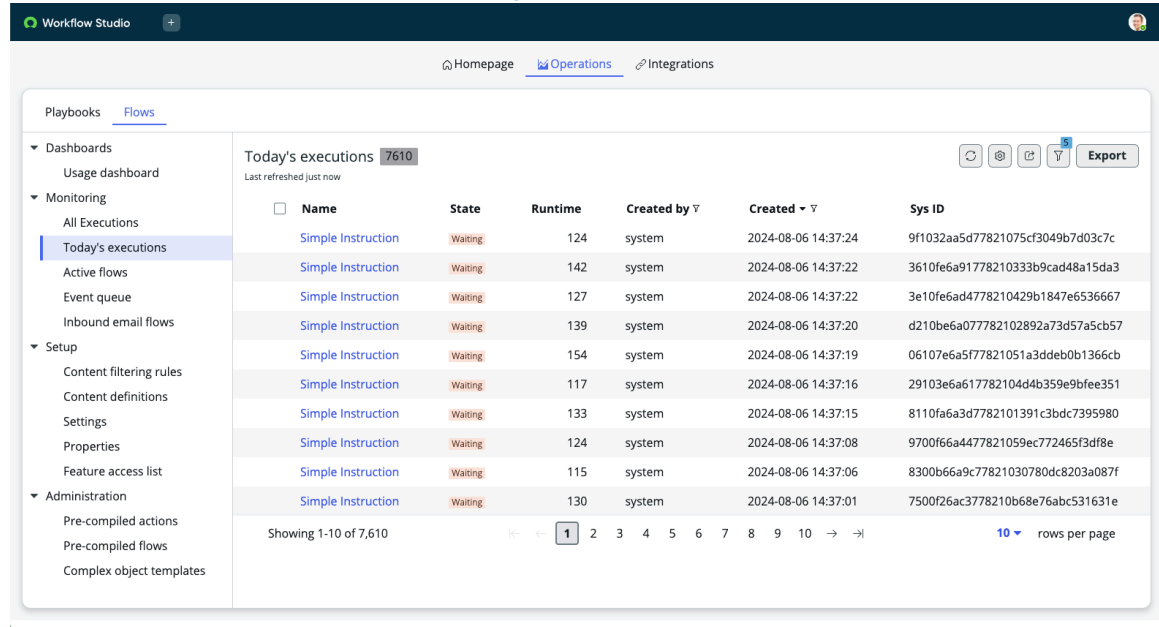 Workflow Studio +
Homepage Operations Integrations
Playbooks Flows
Dashboards
Usage dashboard
Monitoring
All Executions
Today's executions
Active flows
Event queue
Inbound email flows
Setup
Content filtering rules
Content definitions
Settings
Properties
Feature access list
Administration
Pre-compiled actions
Pre-compiled flows
Complex object templates
Today's executions 7610
5
Export
Last refreshed just now
Name State Runtime Created by Created Sys ID
Simple Instruction Waiting 124 system 2024-08-06 14:37:24 9f1032aa5d77821075cf3049b7d03c7c
Simple Instruction Waiting 142 system 2024-08-06 14:37:22 3610fe6a91778210333b9cad48a15da3
Simple Instruction Waiting 127 system 2024-08-06 14:37:22 3e10fe6ad4778210429b1847e6536667
Simple Instruction Waiting 139 system 2024-08-06 14:37:20 d210be6a077782102892a73d57a5cb57
Simple Instruction Waiting 154 system 2024-08-06 14:37:19 06107e6a5f77821051a3ddeb0b1366cb
Simple Instruction Waiting 117 system 2024-08-06 14:37:16 29103e6a617782104d4b359e9bfee351
Simple Instruction Waiting 133 system 2024-08-06 14:37:15 8110fa6a3d7782101391c3bdc7395980
Simple Instruction Waiting 124 system 2024-08-06 14:37:08 9700f66a4477821059ec772465f3df8e
Simple Instruction Waiting 115 system 2024-08-06 14:37:06 8300b66a9c77821030780dc8203a087f
Simple Instruction Waiting 130 system 2024-08-06 14:37:01 7500f26ac3778210b68e76abc531631e
Showing 1-10 of 7,610 1 2 3 4 5 6 7 8 9 10 10 rows per page